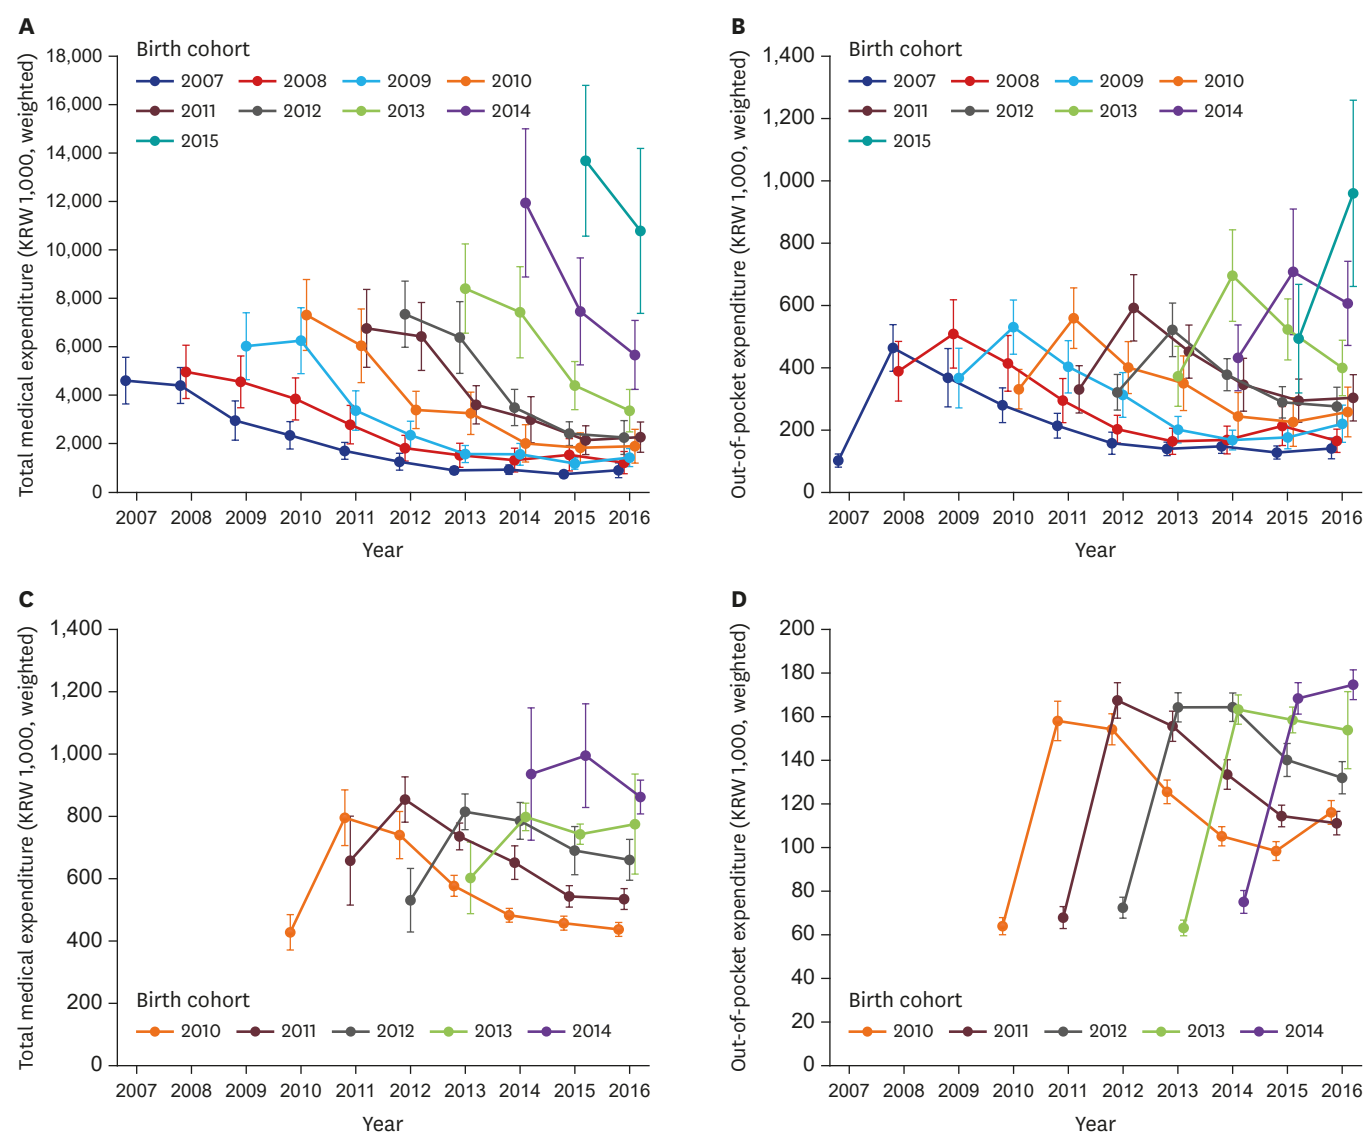 A
Total medical expenditure (KRW 1,000, weighted)
18,000
16,000
14,000
12,000
10,000
8,000
6,000
4,000
2,000
0
Birth cohort
2007 2008 2009 2010
2011 2012 2013 2014
2015
2007 2008 2009 2010 2011 2012 2013 2014 2015 2016
Year
B
Out-of-pocket expenditure (KRW 1,000, weighted)
1,400
1,200
1,000
800
600
400
200
0
Birth cohort
2007 2008 2009 2010
2011 2012 2013 2014
2015
2007 2008 2009 2010 2011 2012 2013 2014 2015 2016
Year
C
Total medical expenditure (KRW 1,000, weighted)
1,400
1,200
1,000
800
600
400
200
0
Birth cohort
2010 2011 2012 2013 2014
2007 2008 2009 2010 2011 2012 2013 2014 2015 2016
Year
D
Out-of-pocket expenditure (KRW 1,000, weighted)
200
180
160
140
120
100
80
60
40
20
0
Birth cohort
2010 2011 2012 2013 2014
2007 2008 2009 2010 2011 2012 2013 2014 2015 2016
Year